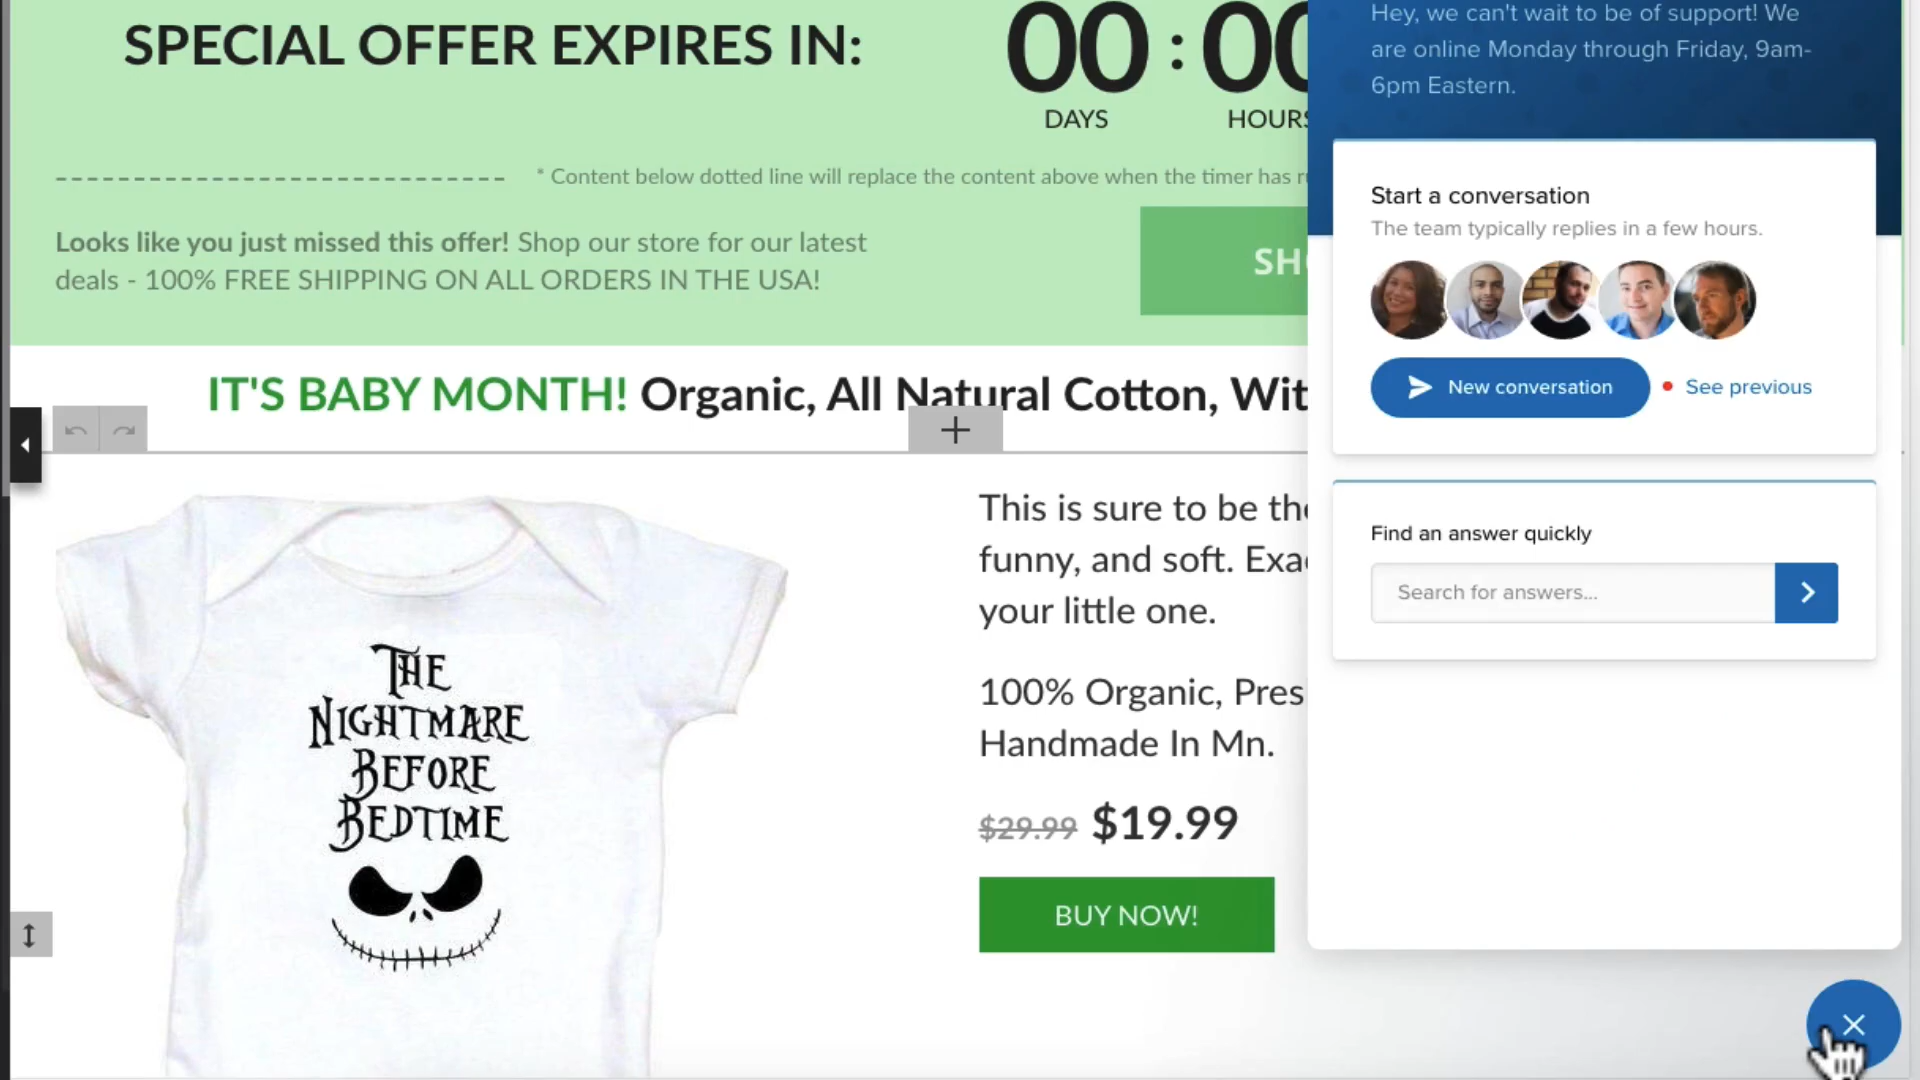 SPECIAL OFFER EXPIRES IN:
00 : 00
DAYS
HOURS
* Content below dotted line will replace the content above when the timer has
Looks like you just missed this offer! Shop our store for our latest
deals - 100% FREE SHIPPING ON ALL ORDERS IN THE USA!
IT'S BABY MONTH! Organic, All Natural Cotton, Wit
THE
NIGHTMARE
BEFORE
BEDTIME
This is sure to be the
funny, and soft. Exa
your little one.
100% Organic, Pres
Handmade In Mn.
$29.99 $19.99
BUY NOW!
Hey, we can't wait to be of support! We
are online Monday through Friday, 9am-
6pm Eastern.
Start a conversation
The team typically replies in a few hours.
New conversation
See previous
Find an answer quickly
Search for answers...